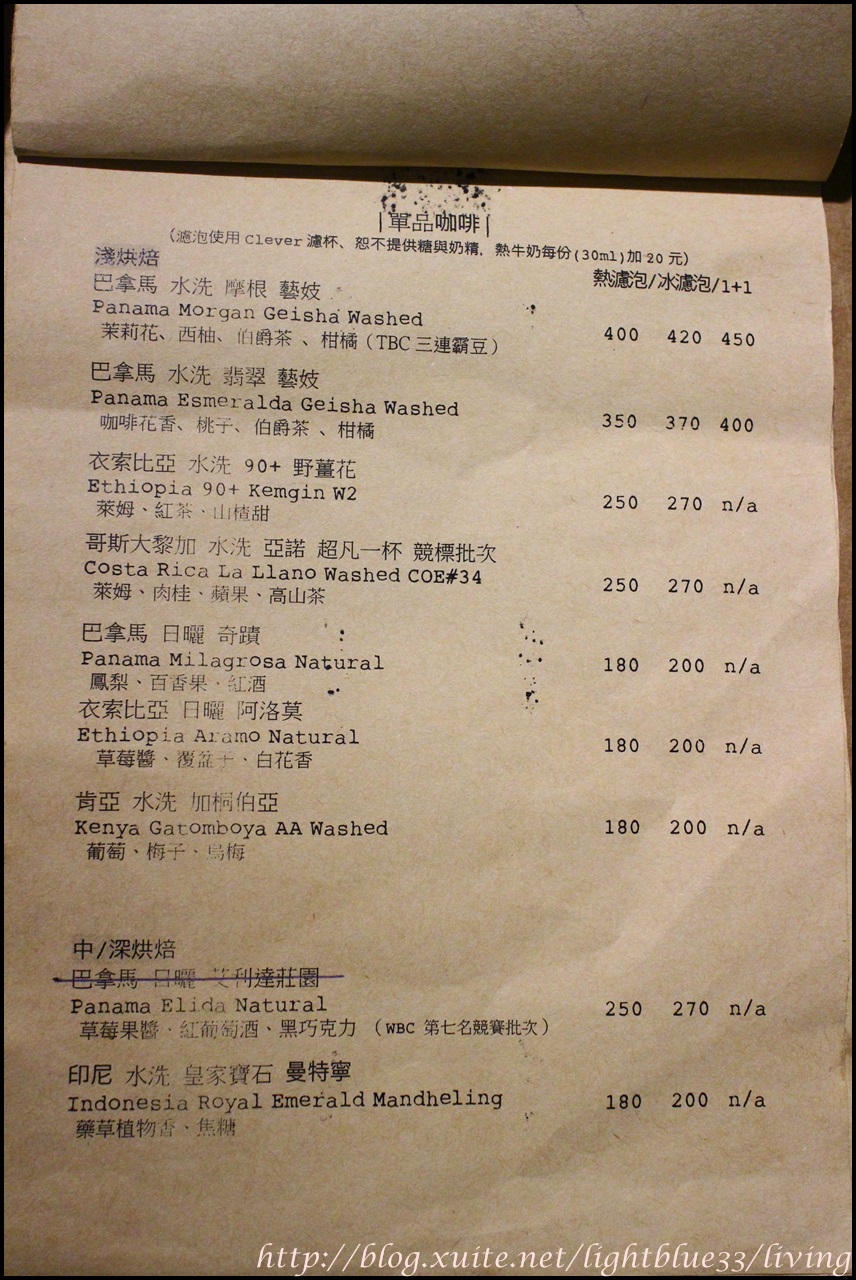 |單品咖啡|
(濾泡使用 Clever 濾杯、恕不提供糖與奶精, 熱牛奶每份(30ml)加 20 元)
淺烘焙
熱濾泡/冰濾泡/1+1
巴拿馬 水洗 摩根 藝妓
Panama Morgan Geisha Washed
茉莉花、西柚、伯爵茶 、柑橘 (TBC 三連霸豆) 400 420 450
巴拿馬 水洗 翡翠 藝妓
Panama Esmeralda Geisha Washed
咖啡花香、桃子、伯爵茶 、柑橘 350 370 400
衣索比亞 水洗 90+ 野薑花
Ethiopia 90+ Kemgin W2
萊姆、紅茶、山楂甜 250 270 n/a
哥斯大黎加 水洗 亞諾 超凡一杯 競標批次
Costa Rica La Llano Washed COE#34
萊姆、肉桂、蘋果、高山茶 250 270 n/a
巴拿馬 日曬 奇蹟
Panama Milagrosa Natural
鳳梨、百香果、紅酒 180 200 n/a
衣索比亞 日曬 阿洛莫
Ethiopia Aramo Natural
草莓醬、覆盆子、白花香 180 200 n/a
肯亞 水洗 加桐伯亞
Kenya Gatomboya AA Washed
葡萄、梅子、烏梅 180 200 n/a
中/深烘焙
巴拿馬 日曬 艾利達莊園
Panama Elida Natural
草莓果醬、紅葡萄酒、黑巧克力 (WBC 第七名競賽批次) 250 270 n/a
印尼 水洗 皇家寶石 曼特寧
Indonesia Royal Emerald Mandheling
藥草植物香、焦糖 180 200 n/a
http://blog.xuite.net/lightblue33/living